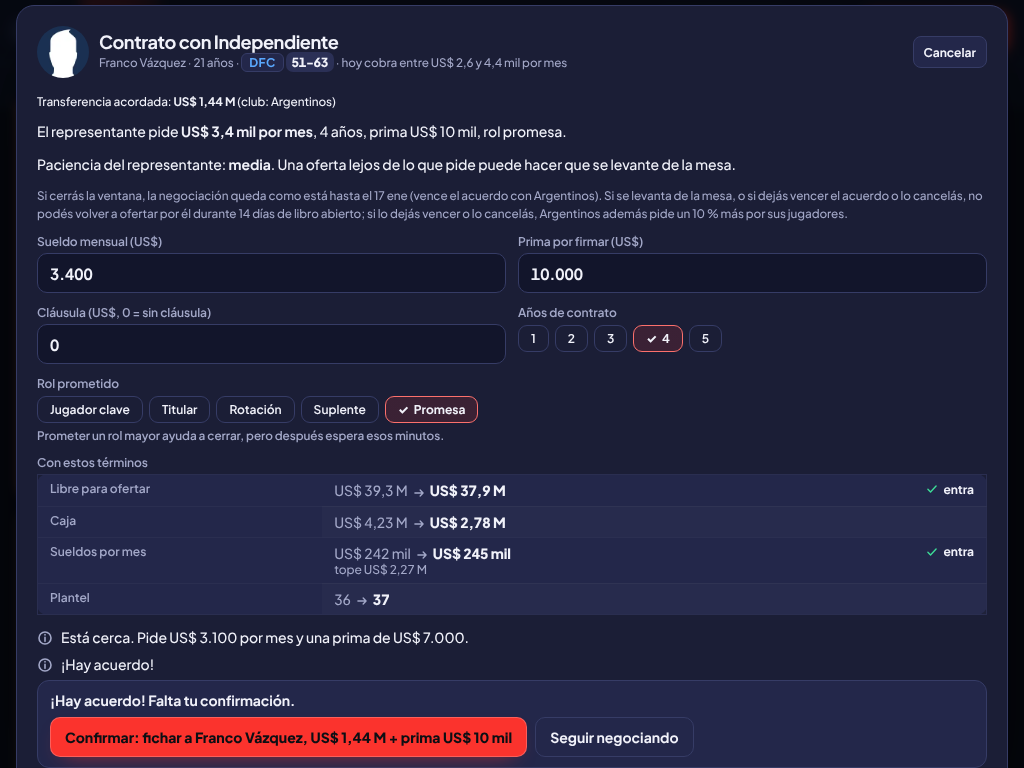 Contrato con Independiente
Franco Vázquez · 21 años · DFC 51–63 · hoy cobra entre US$ 2,6 y 4,4 mil por mes
Cancelar
Transferencia acordada: US$ 1,44 M (club: Argentinos)
El representante pide US$ 3,4 mil por mes, 4 años, prima US$ 10 mil, rol promesa.
Paciencia del representante: media. Una oferta lejos de lo que pide puede hacer que se levante de la mesa.
Si cerrás la ventana, la negociación queda como está hasta el 17 ene (vence el acuerdo con Argentinos). Si se levanta de la mesa, o si dejás vencer el acuerdo o lo cancelás, no
podés volver a ofertar por él durante 14 días de libro abierto; si lo dejás vencer o lo cancelás, Argentinos además pide un 10 % más por sus jugadores.
Sueldo mensual (US$)
3.400
Prima por firmar (US$)
10.000
Cláusula (US$, 0 = sin cláusula)
0
Años de contrato
1 2 3 ✓ 4 5
Rol prometido
Jugador clave Titular Rotación Suplente ✓ Promesa
Prometer un rol mayor ayuda a cerrar, pero después espera esos minutos.
Con estos términos
Libre para ofertar US$ 39,3 M → US$ 37,9 M ✓ entra
Caja US$ 4,23 M → US$ 2,78 M
Sueldos por mes US$ 242 mil → US$ 245 mil ✓ entra
tope US$ 2,27 M
Plantel 36 → 37
Está cerca. Pide US$ 3.100 por mes y una prima de US$ 7.000.
¡Hay acuerdo!
¡Hay acuerdo! Falta tu confirmación.
Confirmar: fichar a Franco Vázquez, US$ 1,44 M + prima US$ 10 mil
Seguir negociando